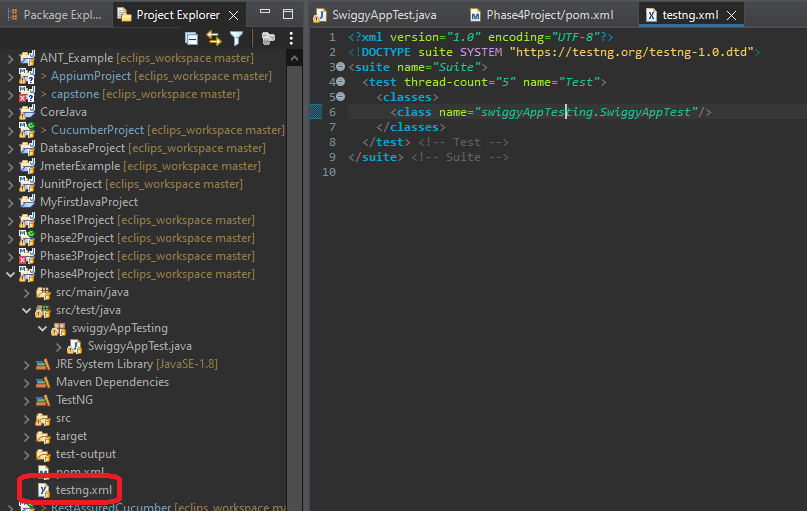 Package Expl...
Project Explorer
ANT_Example [eclips_workspace master]
> AppiumProject [eclips_workspace master]
> capstone [eclips_workspace master]
CoreJava
> CucumberProject [eclips_workspace master]
DatabaseProject [eclips_workspace master]
JmeterProject [eclips_workspace master]
JunitProject [eclips_workspace master]
MyFirstJavaProject
Phase1Project [eclips_workspace master]
Phase2Project [eclips_workspace master]
Phase3Project [eclips_workspace master]
Phase4Project [eclips_workspace master]
src/main/java
src/test/java
swiggyAppTesting
SwiggyAppTest.java
JRE System Library [JavaSE-1.8]
Maven Dependencies
TestNG
src
target
test-output
pom.xml
testng.xml
> RestAssuredCucumber [eclips_workspace master]
SwiggyAppTest.java
Phase4Project/pom.xml
testng.xml
1 <?xml version="1.0" encoding="UTF-8"?>
2 <!DOCTYPE suite SYSTEM "https://testng.org/testng-1.0.dtd">
3 <suite name="Suite">
4 <test thread-count="5" name="Test">
5 <classes>
6 <class name="swiggyAppTesting.SwiggyAppTest"/>
7 </classes>
8 </test> <!-- Test -->
9 </suite> <!-- Suite -->
10